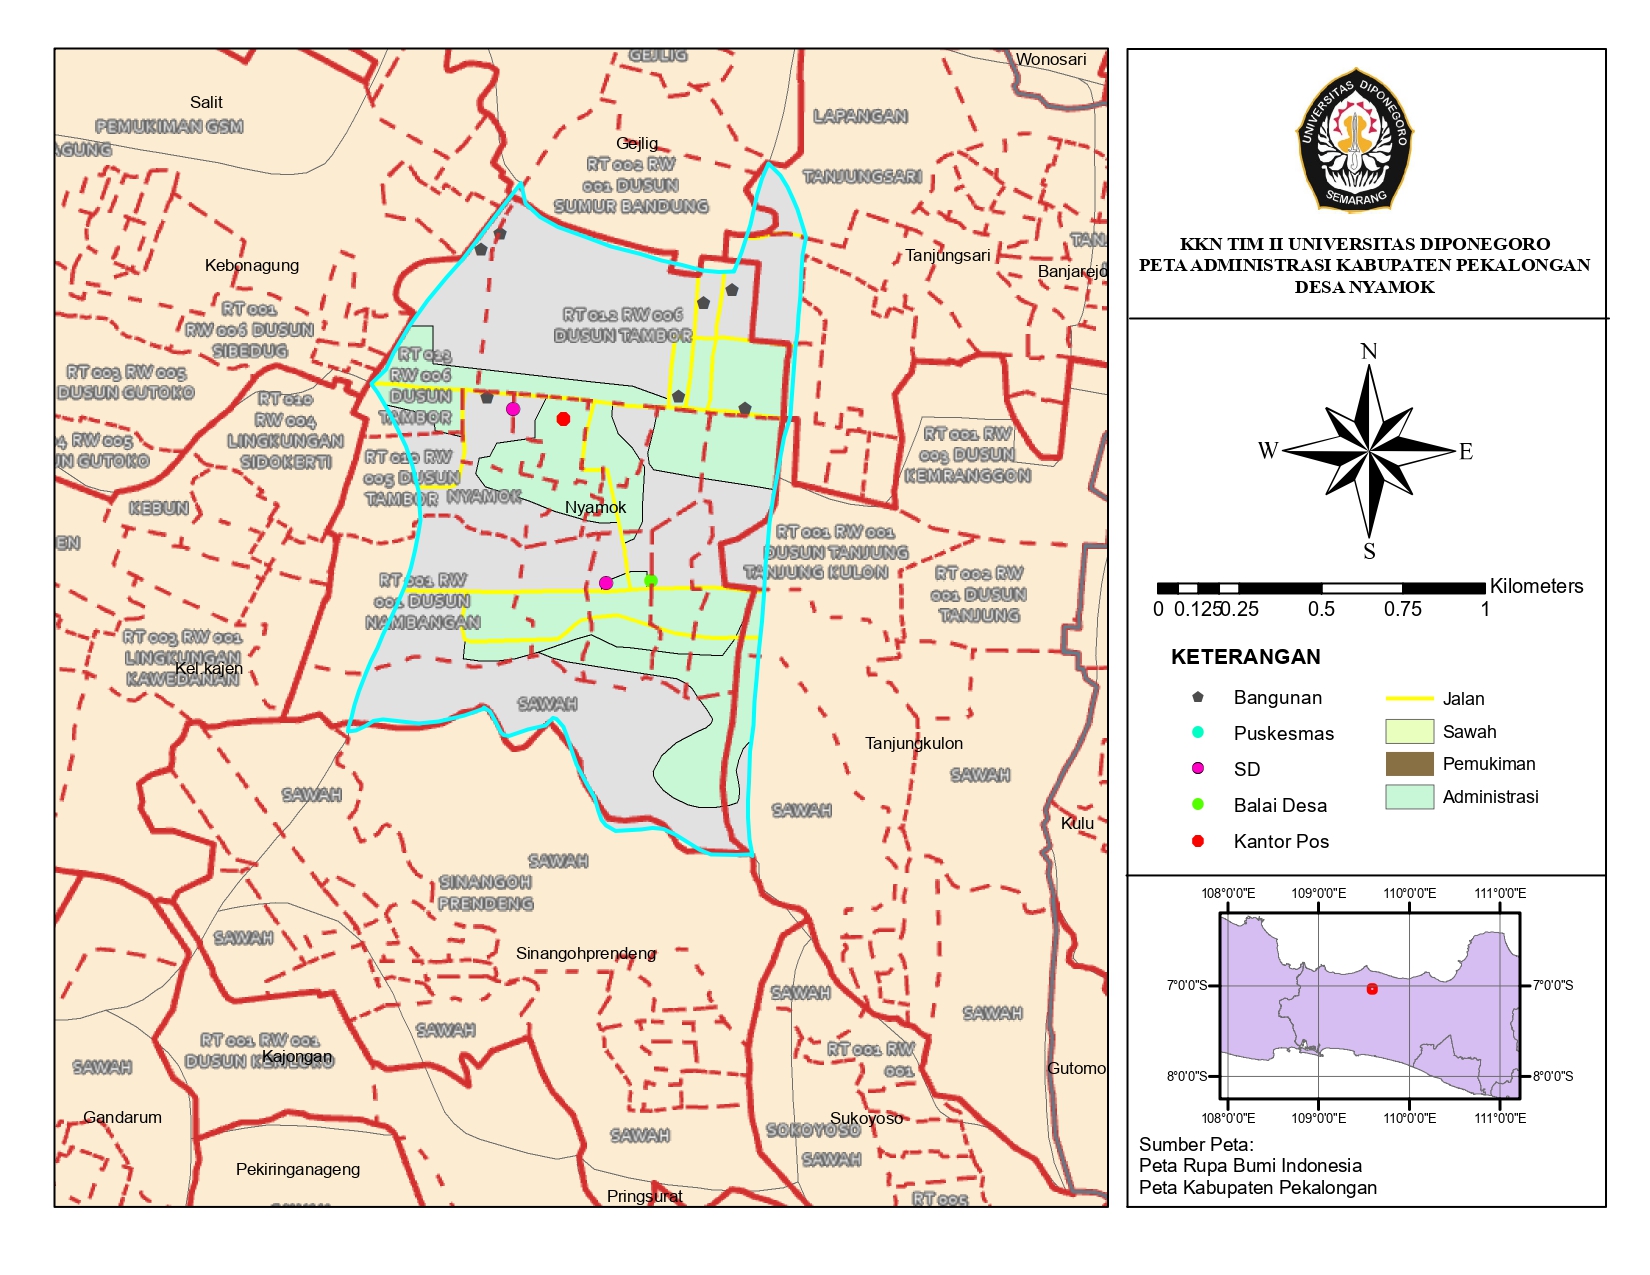 GEJLIG
Wonosari
Salit
PEMUKIMAN GSM
LAPANGAN
Gejlig
RT 002 RW
001 DUSUN
SUMUR BANDUNG
TANJUNGSARI
Tanjungsari
Kebonagung
Banjarejo
RT 001
RW 006 DUSUN
SIBEDUG
RT 012 RW 006
DUSUN TAMBOR
RT 013
RW 006
DUSUN
TAMBOR
RT 003 RW 005
DUSUN GUTOKO
RT 010
RW 004
LINGKUNGAN
SIDOKERTI
4 RW 005
UN GUTOKO
RT 001 RW
003 DUSUN
KEMRANGGON
RT 010 RW
005 DUSUN
TAMBOR
NYAMOK
Nyamok
KEBUN
EN
RT 001 RW 001
DUSUN TANJUNG
TANJUNG KULON
RT 001 RW
001 DUSUN
NAMBANGAN
RT 002 RW
001 DUSUN
TANJUNG
RT 003 RW 001
LINGKUNGAN
KAWEDANAN
Kel.kajen
SAWAH
Tanjungkulon
SAWAH
SAWAH
SAWAH
Kulu
SAWAH
SINANGOH
PRENDENG
SAWAH
Sinangohprendeng
SAWAH
SAWAH
SAWAH
RT 001 RW 001
Kajongan
SAWAH
RT 001 RW
001
Gutomo
Gandarum
Sukoyoso
SOKOYOSO
SAWAH
SAWAH
Pekiringanageng
Pringsurat
RT 005
UNIVERSITAS DIPONEGORO
SEMARANG
KKN TIM II UNIVERSITAS DIPONEGORO
PETA ADMINISTRASI KABUPATEN PEKALONGAN
DESA NYAMOK
N
W
E
S
Kilometers
0 0.125 0.25 0.5 0.75 1
KETERANGAN
Bangunan
Puskesmas
SD
Balai Desa
Kantor Pos
Jalan
Sawah
Pemukiman
Administrasi
108°0'0"E 109°0'0"E 110°0'0"E 111°0'0"E
7°0'0"S 7°0'0"S
8°0'0"S 8°0'0"S
108°0'0"E 109°0'0"E 110°0'0"E 111°0'0"E
Sumber Peta:
Peta Rupa Bumi Indonesia
Peta Kabupaten Pekalongan